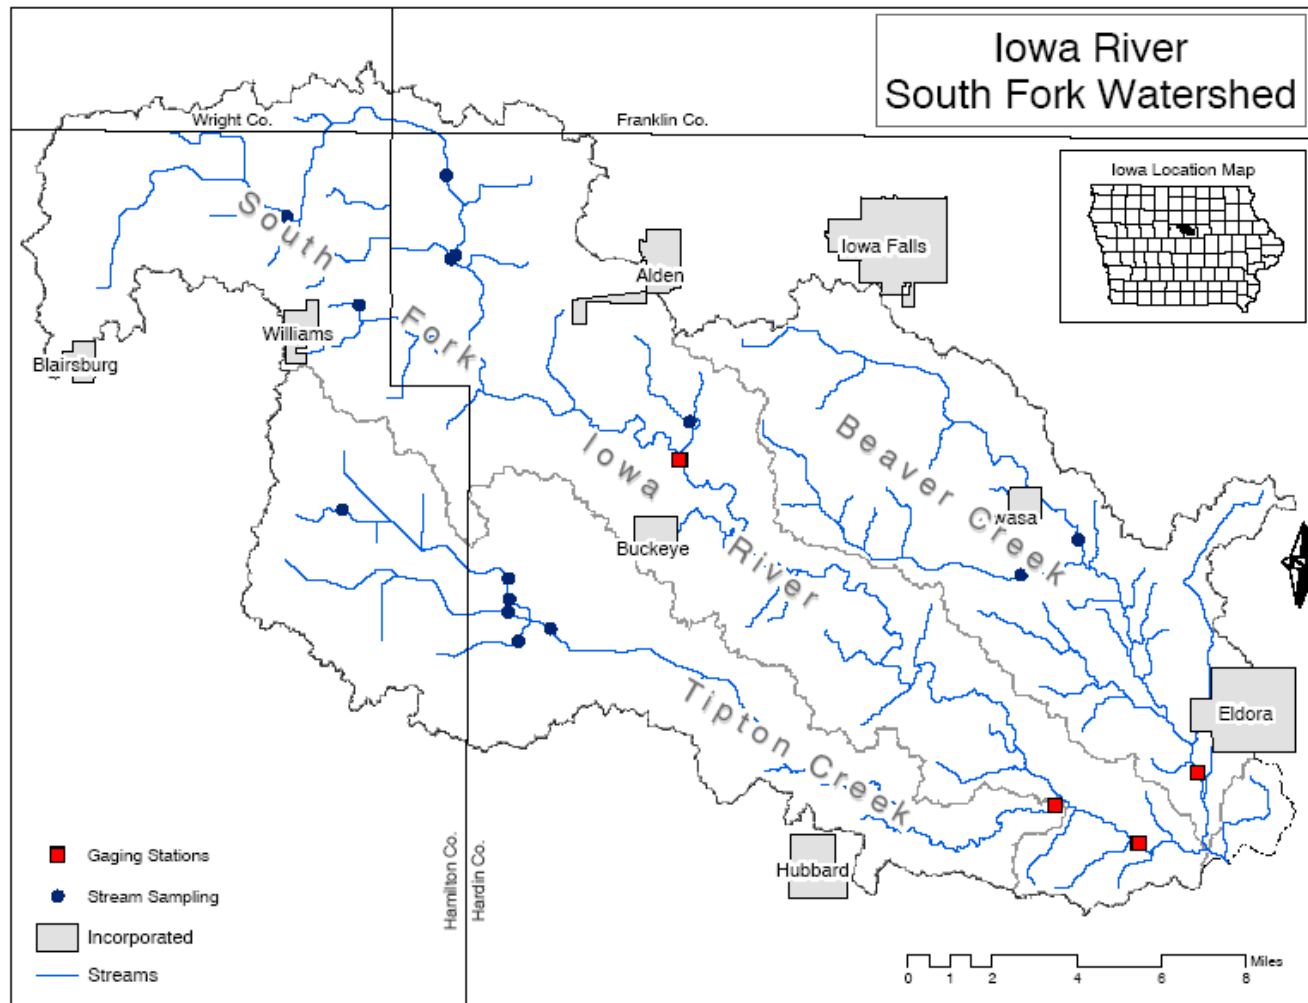 Iowa River
South Fork Watershed
Wright Co.
Franklin Co.
Iowa Location Map
South
Fork
Iowa
River
Iowa Falls
Alden
Williams
Blairsburg
Beaver Creek
wasa
Buckeye
Tipton Creek
Eldora
Hubbard
Hamilton Co.
Hardin Co.
Gaging Stations
Stream Sampling
Incorporated
Streams
Miles
0 1 2 4 6 8